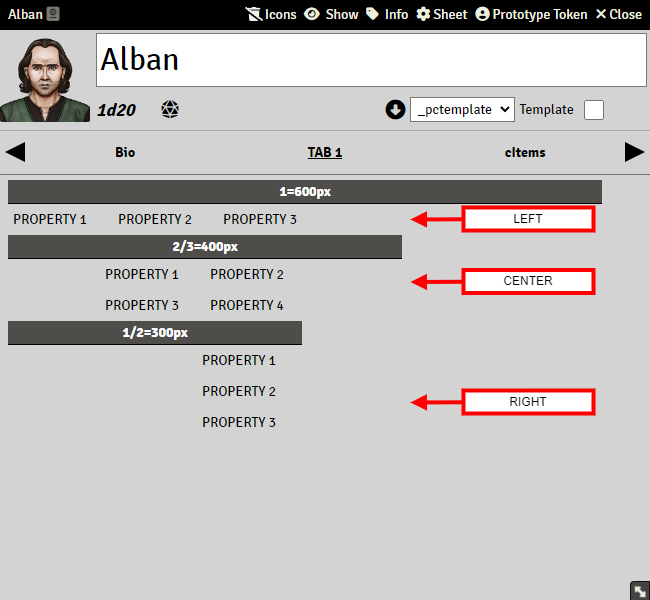 Alban Icons Show Info Sheet Prototype Token Close
Alban
1d20 _pctemplate Template
Bio TAB 1 cItems
1=600px
PROPERTY 1 PROPERTY 2 PROPERTY 3 LEFT
2/3=400px
PROPERTY 1 PROPERTY 2 CENTER
PROPERTY 3 PROPERTY 4
1/2=300px
PROPERTY 1
PROPERTY 2 RIGHT
PROPERTY 3